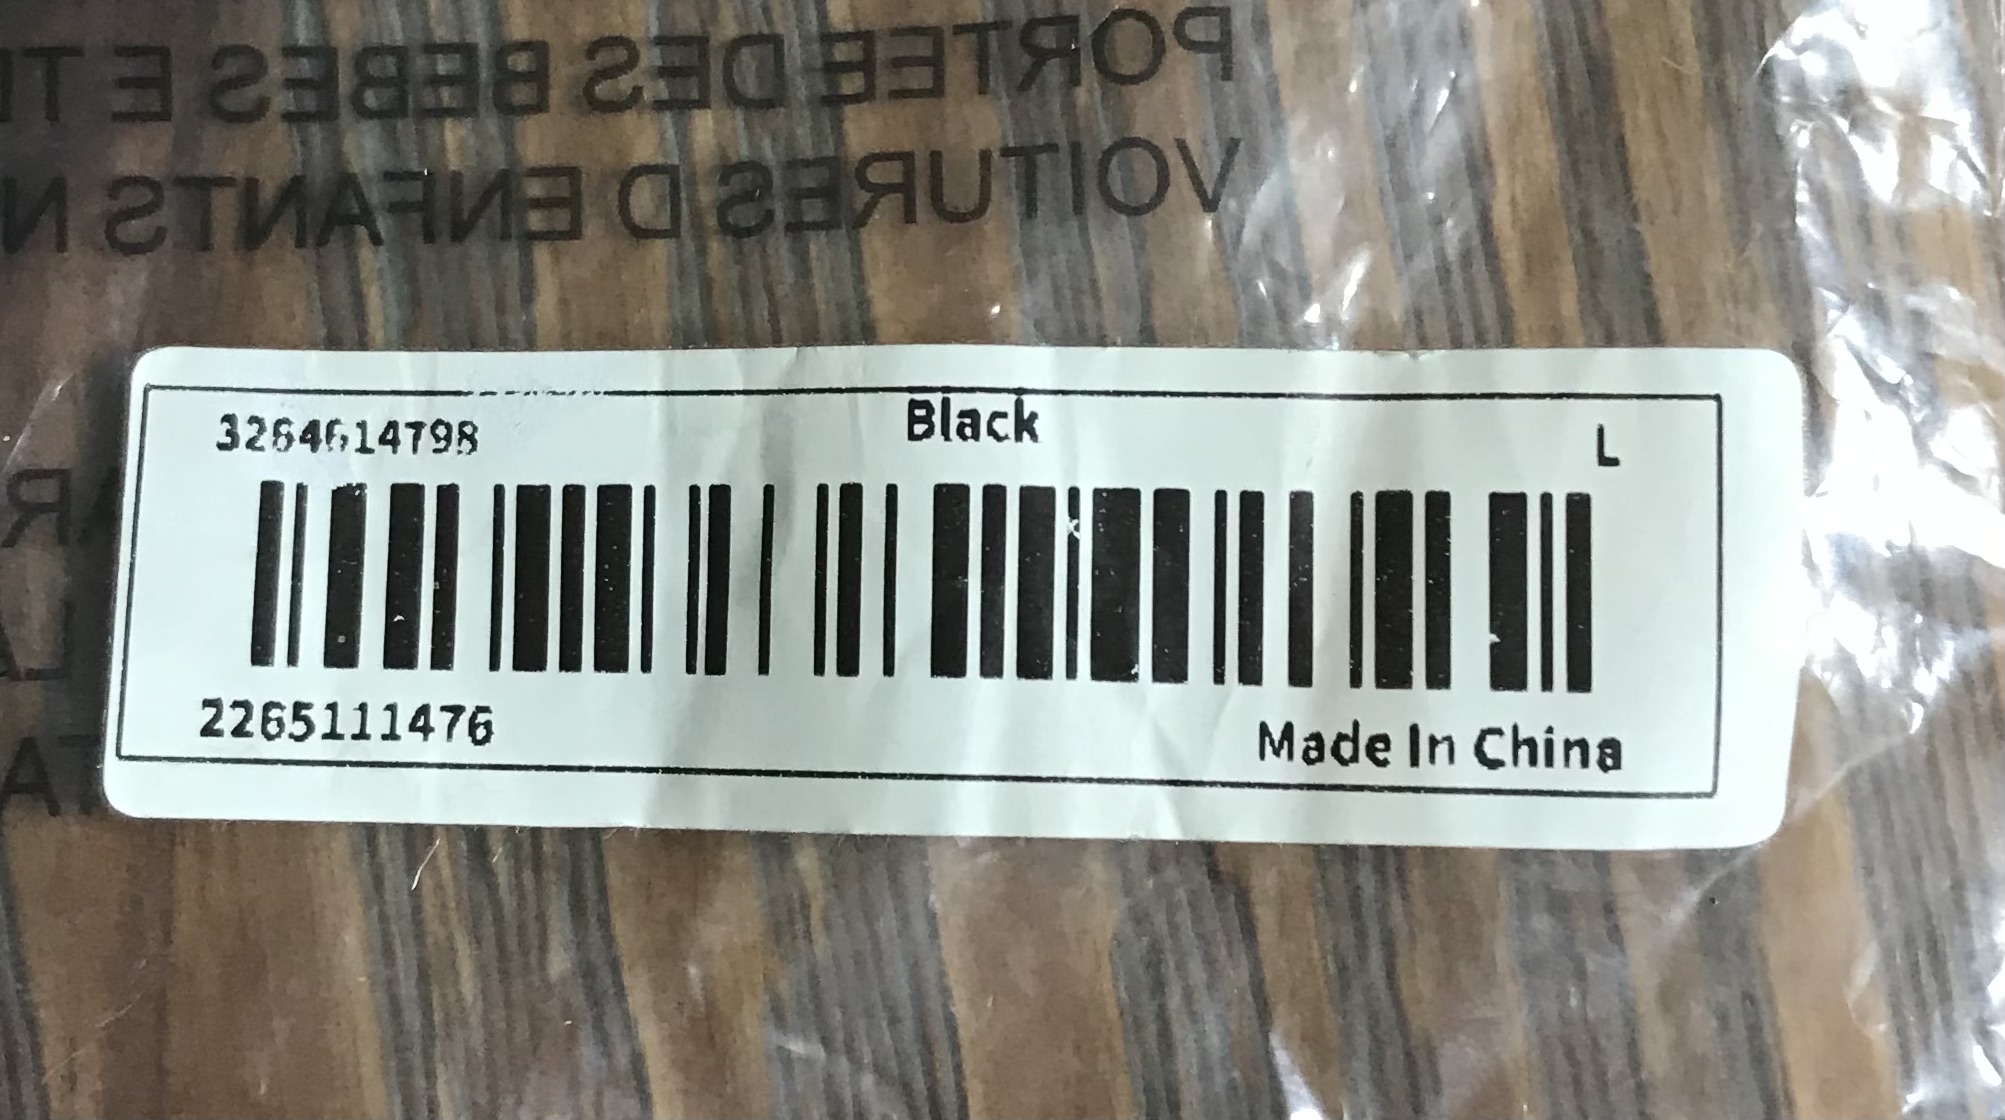 PORTEE DES BEBES E
VOITURES D ENFANTS N
3264614798
Black
L
2265111476
Made In China